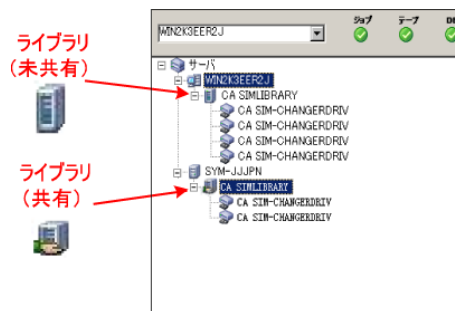 ライブラリ
(未共有)
ライブラリ
(共有)
WIN2K3EER2J
ジョブ
テープ
サーバ
WIN2K3EER2J
CA SIMLIBRARY
CA SIM-CHANGERDRIV
CA SIM-CHANGERDRIV
CA SIM-CHANGERDRIV
CA SIM-CHANGERDRIV
SYM-JJJPN
CA SIMLIBRARY
CA SIM-CHANGERDRIV
CA SIM-CHANGERDRIV